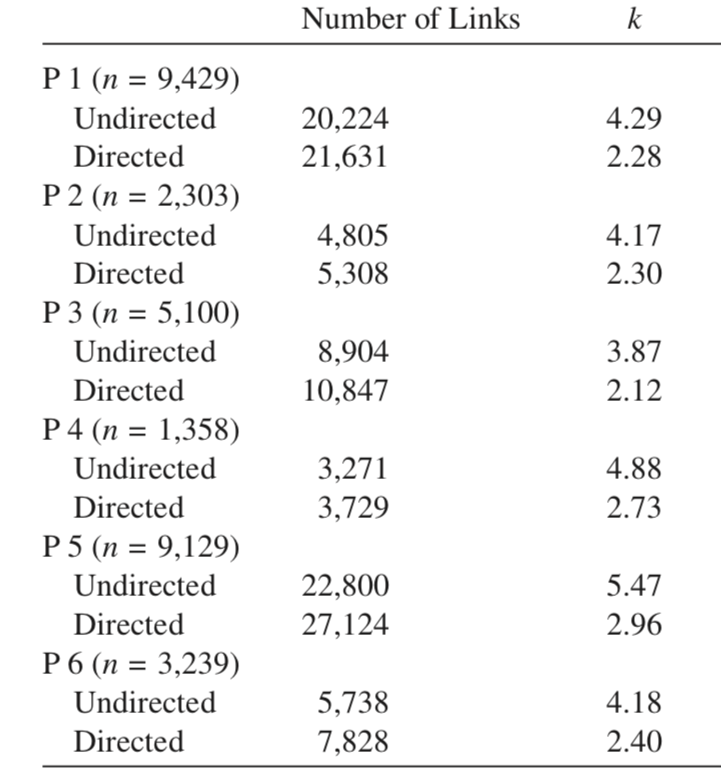 Number of Links k
P 1 (n = 9,429)
Undirected 20,224 4.29
Directed 21,631 2.28
P 2 (n = 2,303)
Undirected 4,805 4.17
Directed 5,308 2.30
P 3 (n = 5,100)
Undirected 8,904 3.87
Directed 10,847 2.12
P 4 (n = 1,358)
Undirected 3,271 4.88
Directed 3,729 2.73
P 5 (n = 9,129)
Undirected 22,800 5.47
Directed 27,124 2.96
P 6 (n = 3,239)
Undirected 5,738 4.18
Directed 7,828 2.40